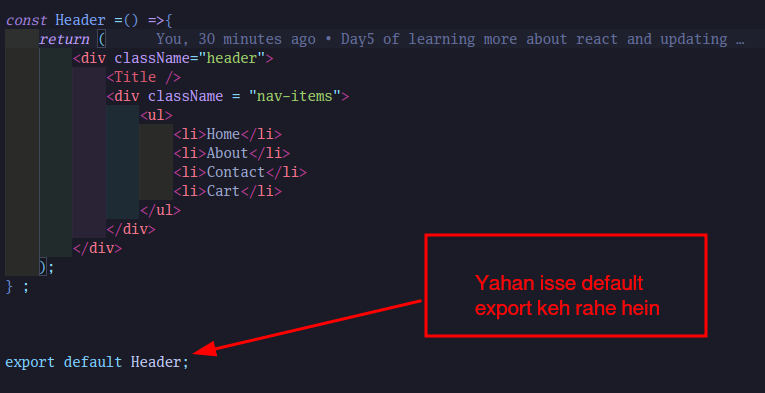 const Header =() =>{
return ( You, 30 minutes ago • Day5 of learning more about react and updating …
<div className="header">
<Title />
<div className = "nav-items">
<ul>
<li>Home</li>
<li>About</li>
<li>Contact</li>
<li>Cart</li>
</ul>
</div>
</div>
);
} ;
Yahan isse default
export keh rahe hein
export default Header;